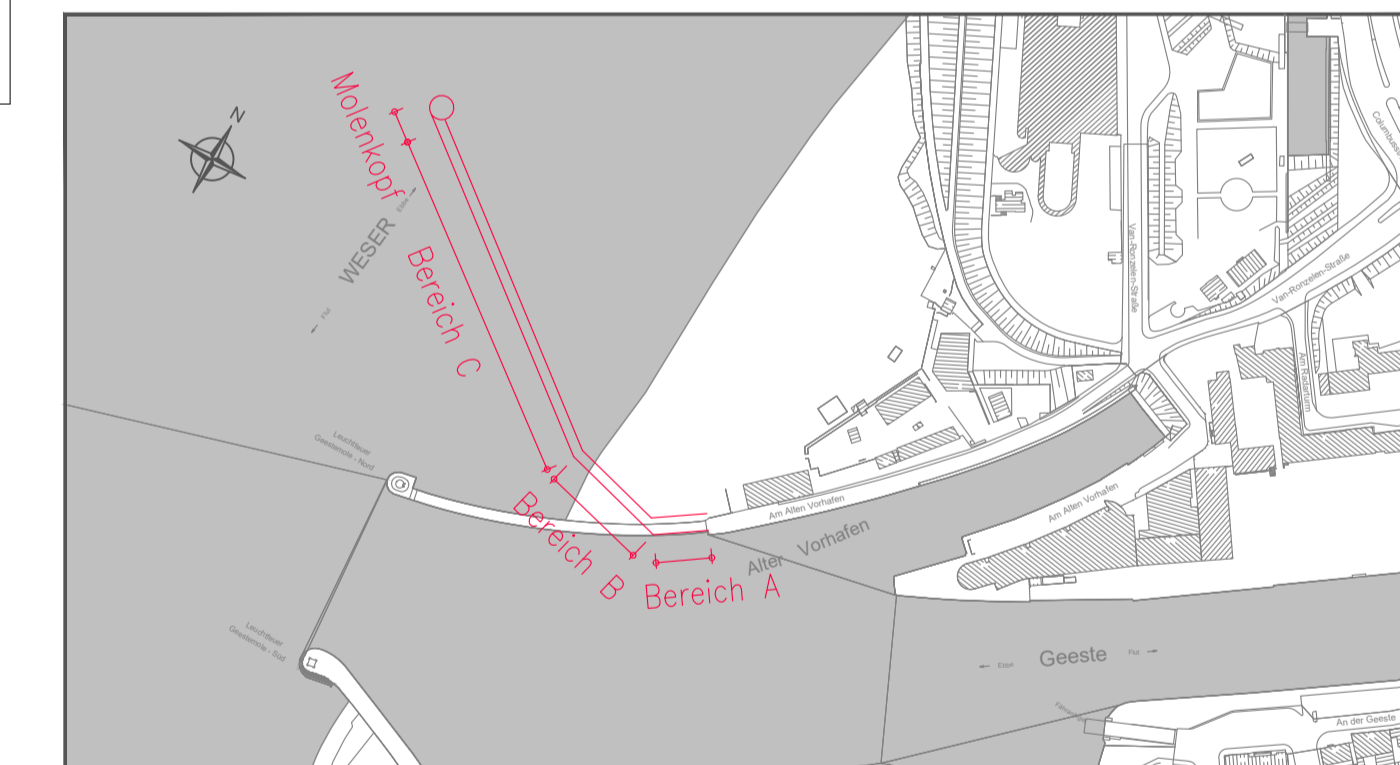 N
Molenkopf
WESER
Ebbe
Flut
Bereich C
Leuchtfeuer
Geestemole - Nord
Bereich B
Bereich A
Leuchtfeuer
Geestemole - Süd
Am Alten Vorhafen
Alter Vorhafen
Am Alten Vorhafen
Van-Ronzelen-Straße
Van-Ronzelen-Straße
Am Radarturm
Ebbe
Geeste
Flut
An der Geeste